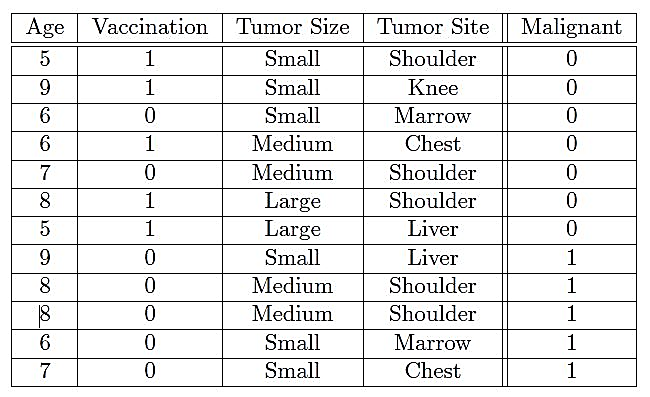 Age Vaccination Tumor Size Tumor Site Malignant
5 1 Small Shoulder 0
9 1 Small Knee 0
6 0 Small Marrow 0
6 1 Medium Chest 0
7 0 Medium Shoulder 0
8 1 Large Shoulder 0
5 1 Large Liver 0
9 0 Small Liver 1
8 0 Medium Shoulder 1
8 0 Medium Shoulder 1
6 0 Small Marrow 1
7 0 Small Chest 1